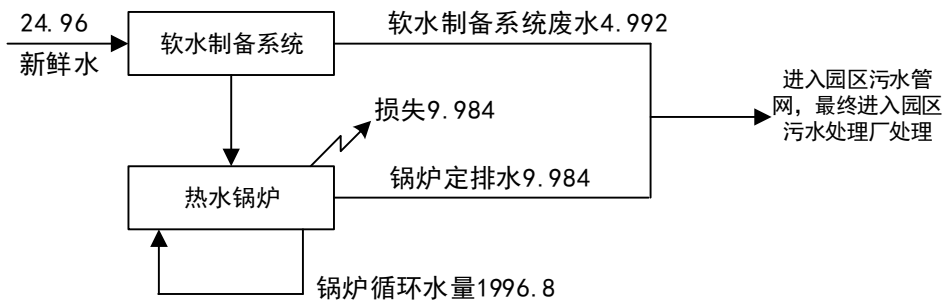 24.96
新鲜水
软水制备系统
软水制备系统废水4.992
损失9.984
进入园区污水管
网，最终进入园区
污水处理厂处理
热水锅炉
锅炉定排水9.984
锅炉循环水量1996.8